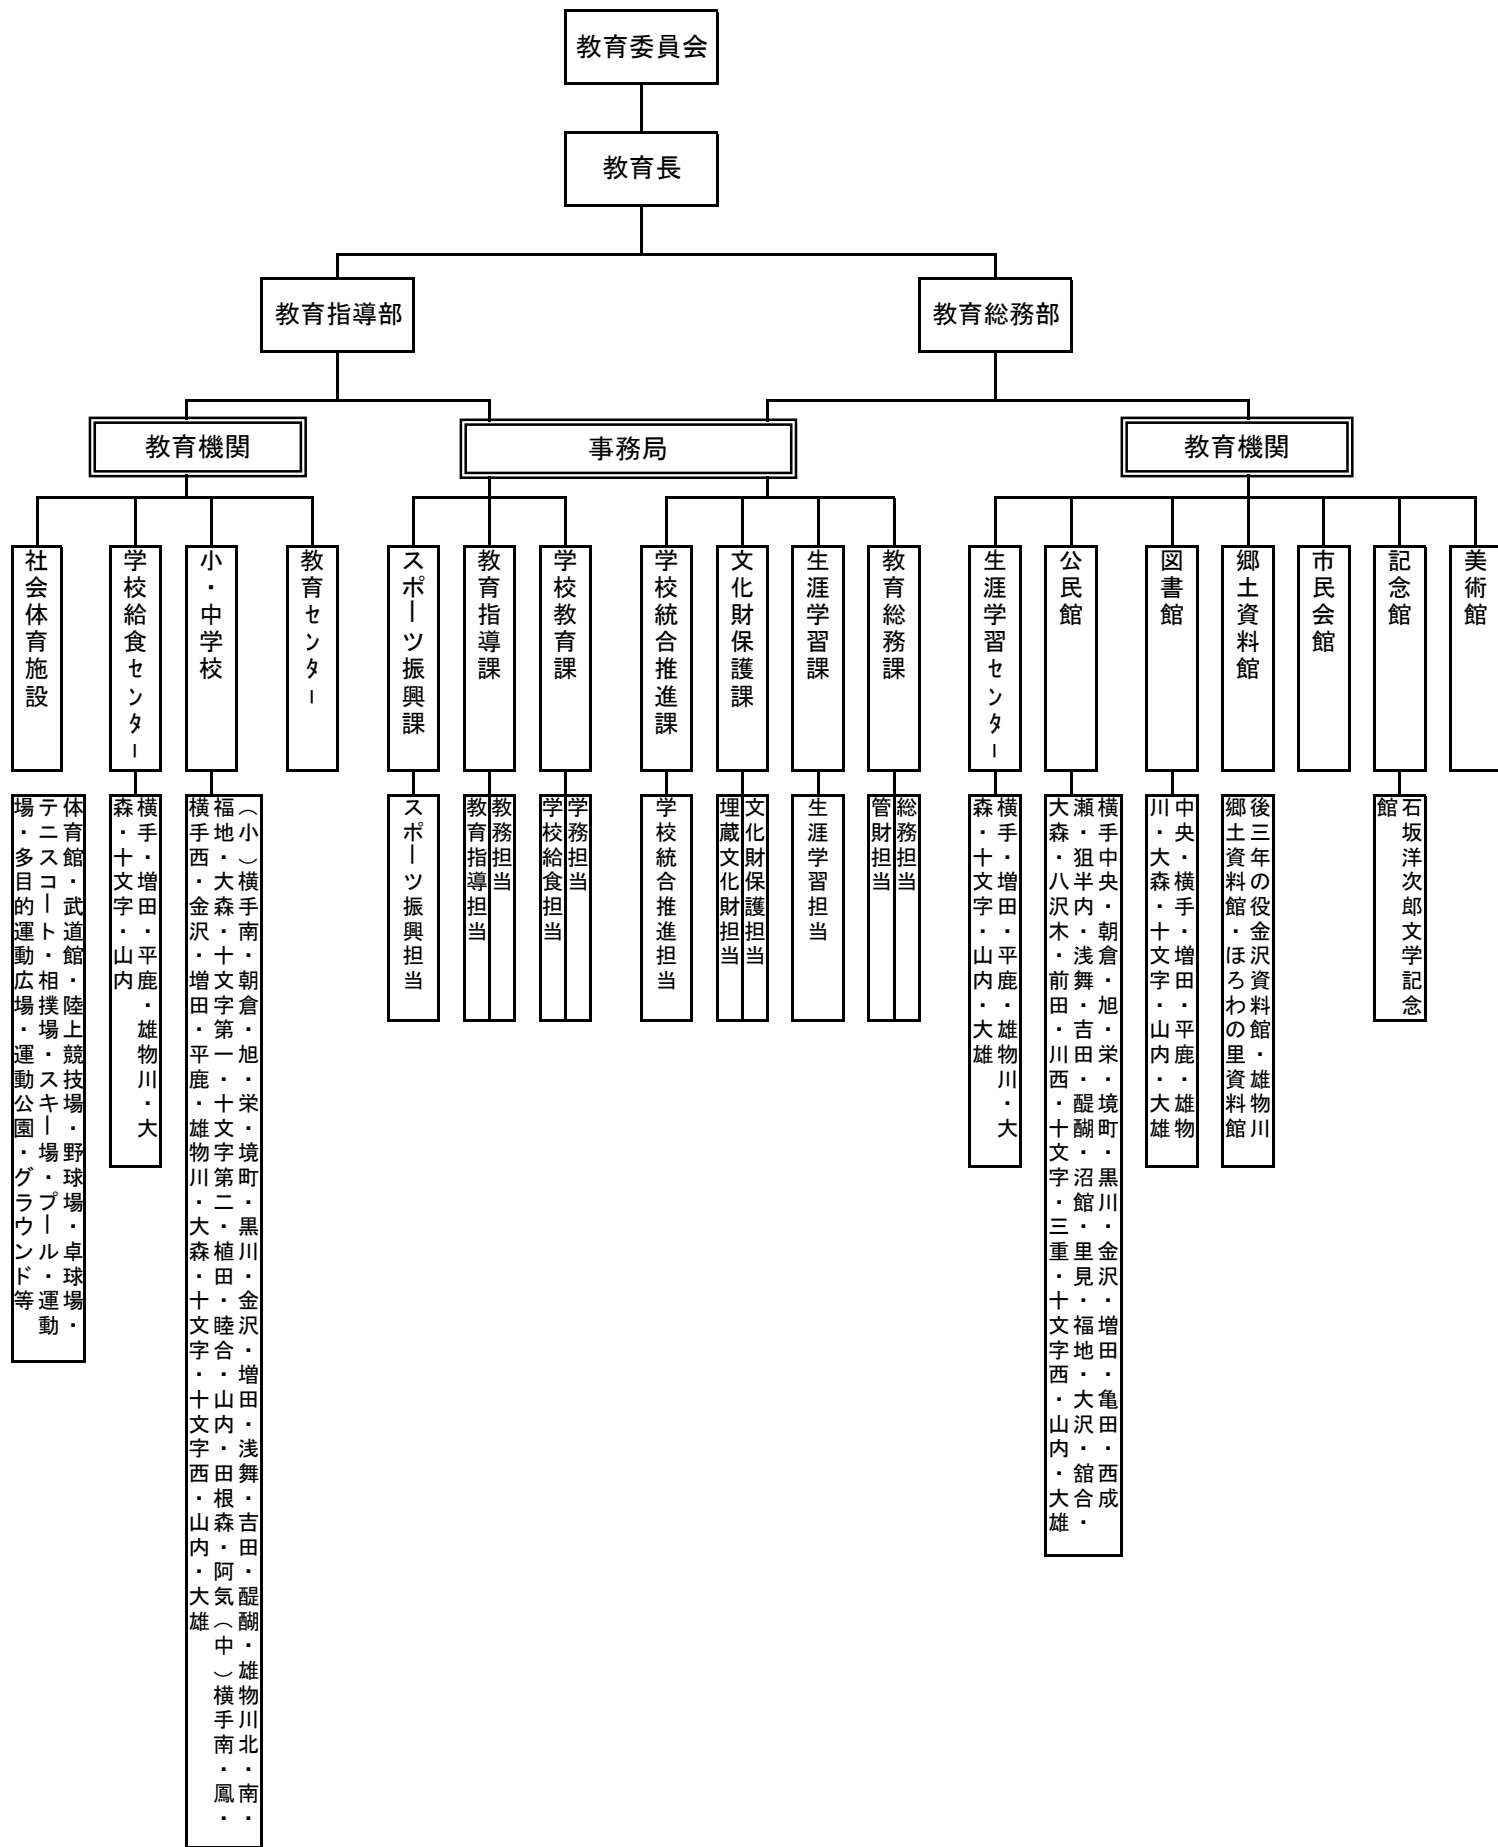 教育委員会
教育長
教育指導部
教育総務部
教育機関
事務局
教育機関
社会体育施設
学校給食センター
小・中学校
教育センター
スポーツ振興課
教育指導課
学校教育課
学校統合推進課
文化財保護課
生涯学習課
教育総務課
生涯学習センター
公民館
図書館
郷土資料館
市民会館
記念館
美術館
体育館・武道館・陸上競技場・野球場・卓球場・
テニスコート・相撲場・スキー場・プール・運動
場・多目的運動広場・運動公園・グラウンド等
横手・増田・平鹿・雄物川・大
森・十文字・山内
（小）横手南・朝倉・旭・栄・境町・黒川・金沢・増田・浅舞・吉田・醍醐・雄物川北・南・
福地・大森・十文字第一・十文字第二・植田・睦合・山内・田根森・阿気（中）横手南・鳳・
横手西・金沢・増田・平鹿・雄物川・大森・十文字・十文字西・山内・大雄
スポーツ振興担当
教務担当
教育指導担当
学務担当
学校給食担当
学校統合推進担当
文化財保護担当
埋蔵文化財担当
生涯学習担当
総務担当
管財担当
横手・増田・平鹿・雄物川・大
森・十文字・山内・大雄
横手中央・朝倉・旭・栄・境町・黒川・金沢・増田・亀田・西成
瀬・狙半内・浅舞・吉田・醍醐・沼館・里見・福地・大沢・舘合・
大森・八沢木・前田・川西・十文字・三重・十文字西・山内・大雄
中央・横手・増田・平鹿・雄物
川・大森・十文字・山内・大雄
後三年の役金沢資料館・雄物川
郷土資料館・ほろわの里資料館
石坂洋次郎文学記念
館